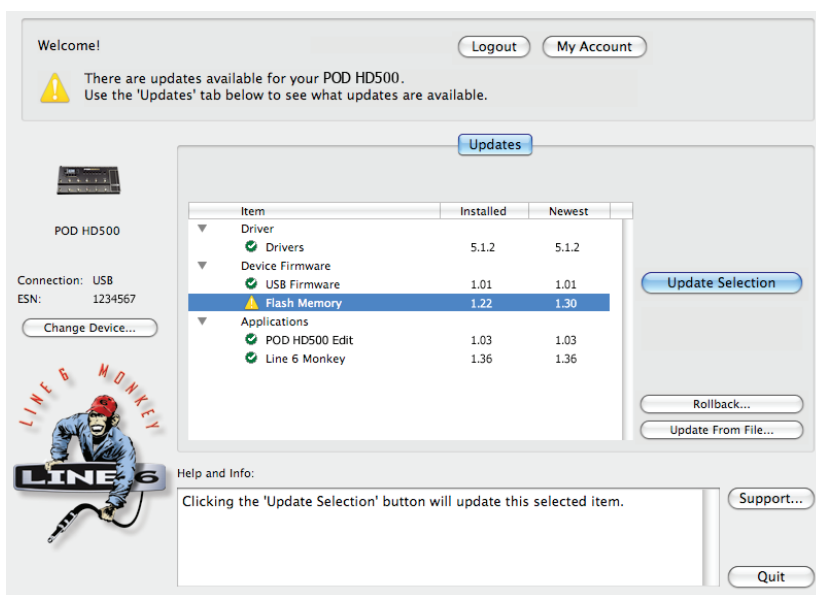 Welcome!
Logout
My Account
There are updates available for your POD HD500.
Use the 'Updates' tab below to see what updates are available.
Updates
POD HD500
Connection: USB
ESN: 1234567
Change Device...
Item Installed Newest
Driver
Drivers 5.1.2 5.1.2
Device Firmware
USB Firmware 1.01 1.01
Flash Memory 1.22 1.30
Applications
POD HD500 Edit 1.03 1.03
Line 6 Monkey 1.36 1.36
Update Selection
Rollback...
Update From File...
LINE 6 MONKEY
LINE 6
Help and Info:
Clicking the 'Update Selection' button will update this selected item.
Support...
Quit